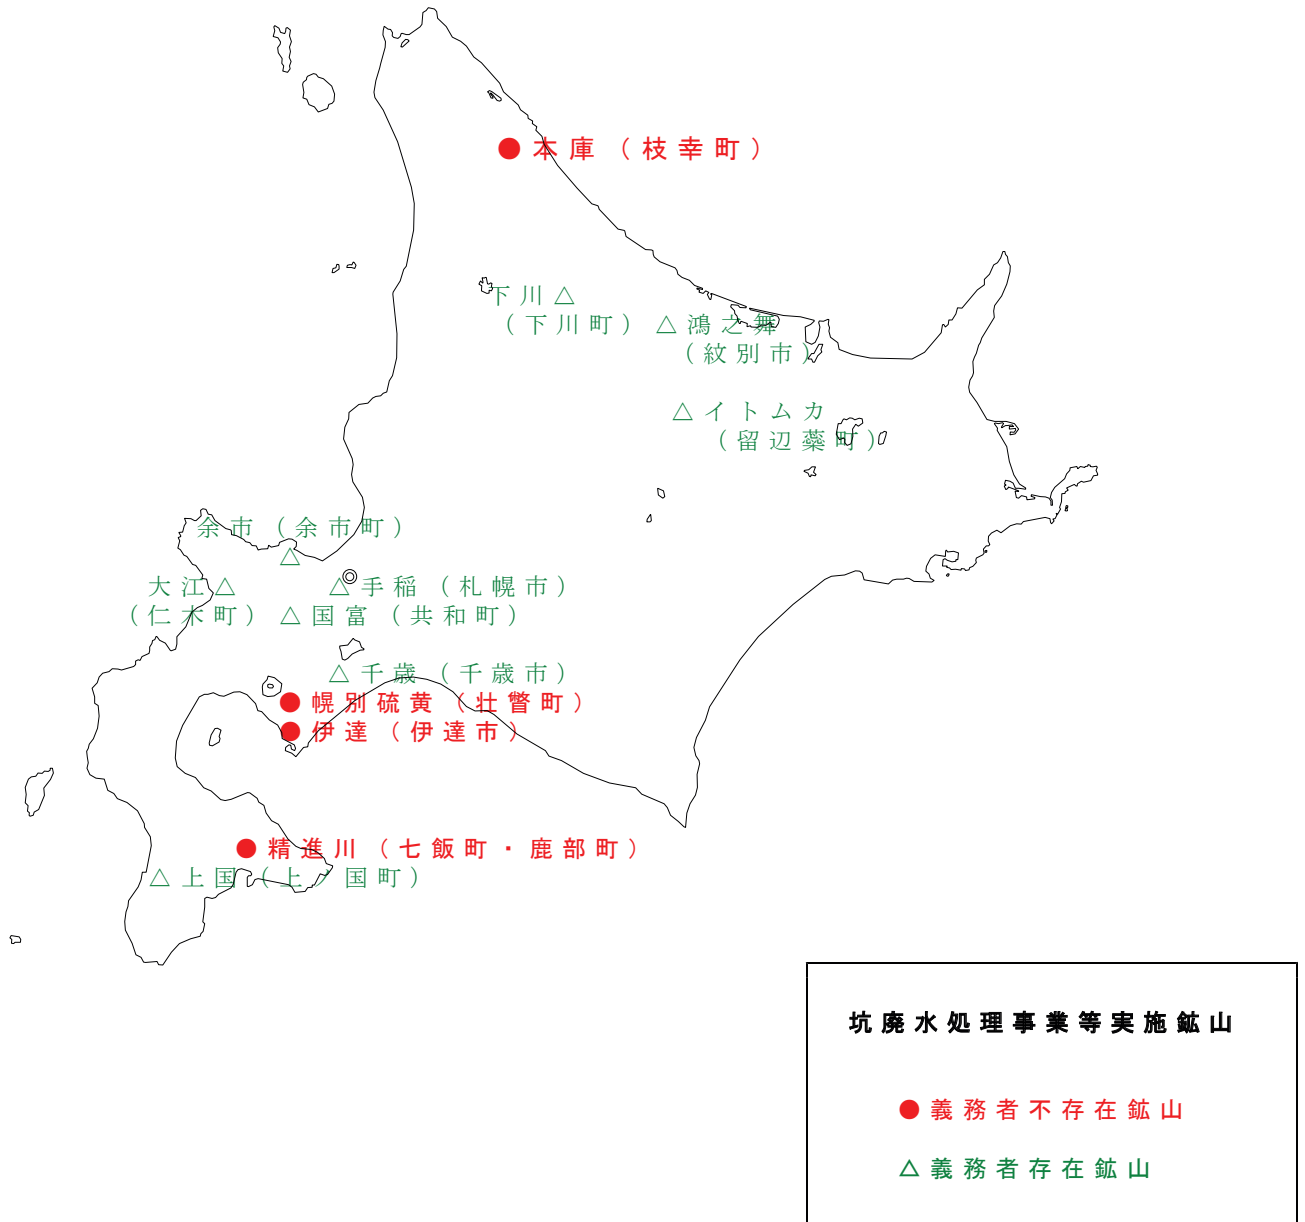 ●本庫（枝幸町）
下川△
（下川町）
△鴻之舞
（紋別市）
△イトムカ
（留辺蘂町）
余市（余市町）
△
大江△
（仁木町）
△手稲（札幌市）
△国富（共和町）
△千歳（千歳市）
●幌別硫黄（壮瞥町）
●伊達（伊達市）
●精進川（七飯町・鹿部町）
△上国（上ノ国町）
坑廃水処理事業等実施鉱山
●義務者不存在鉱山
△義務者存在鉱山